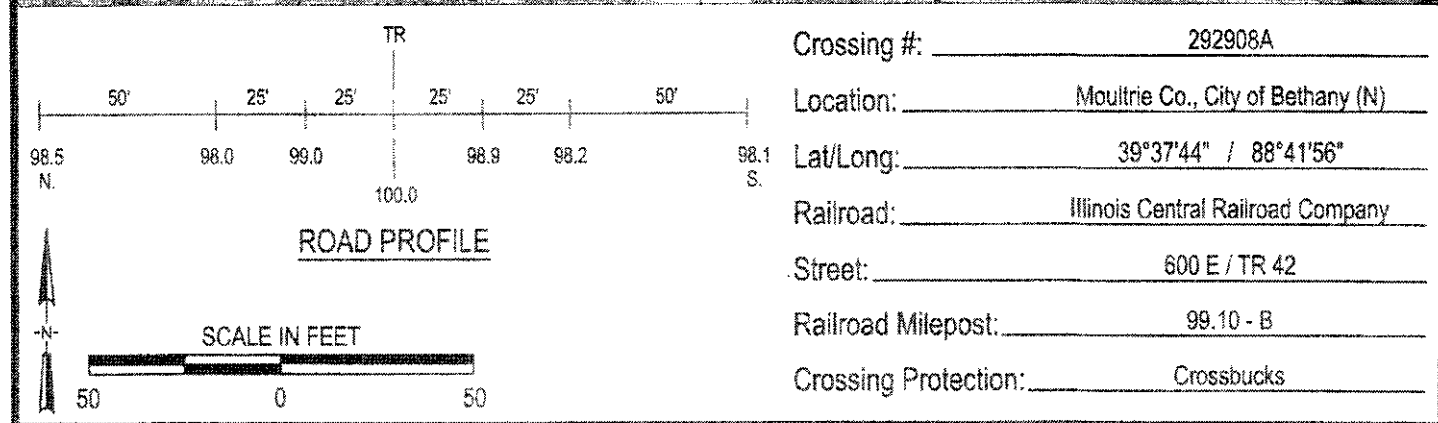 TR
50' 25' 25' 25' 25' 50'
98.5 98.0 99.0 98.9 98.2 98.1
N. S.
100.0
ROAD PROFILE
-N-
SCALE IN FEET
50 0 50
Crossing #: 292908A
Location: Moultrie Co., City of Bethany (N)
Lat/Long: 39°37'44" / 88°41'56"
Railroad: Illinois Central Railroad Company
Street: 600 E / TR 42
Railroad Milepost: 99.10 - B
Crossing Protection: Crossbucks